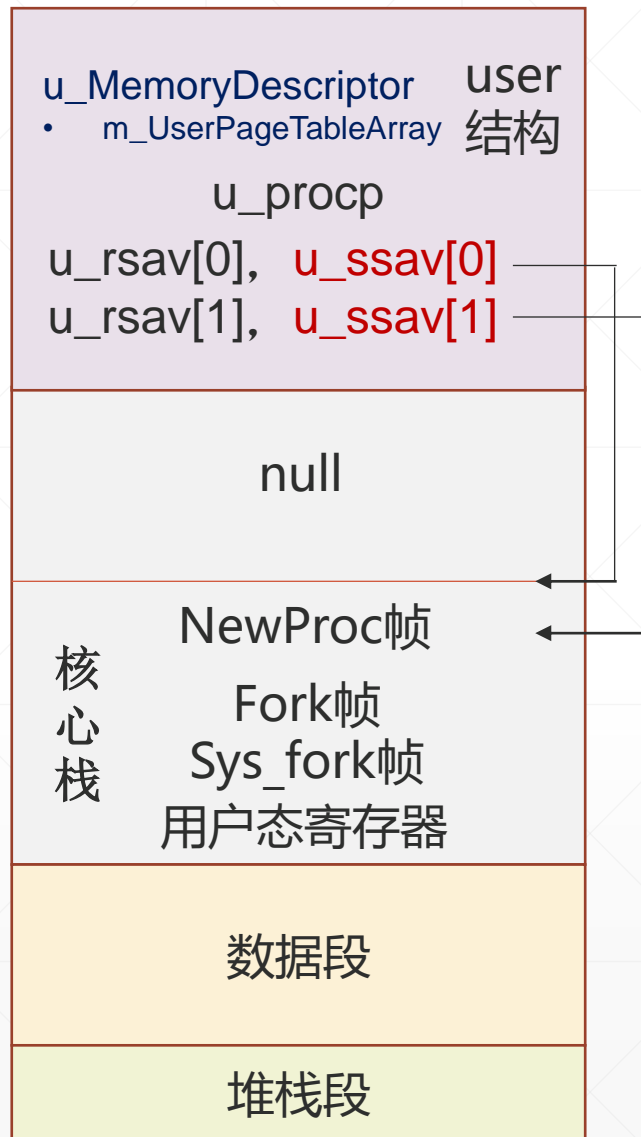 u_MemoryDescriptor user
• m_UserPageTableArray 结构
u_procp
u_rsav[0]，u_ssav[0]
u_rsav[1]，u_ssav[1]
null
核心栈
NewProc帧
Fork帧
Sys_fork帧
用户态寄存器
数据段
堆栈段